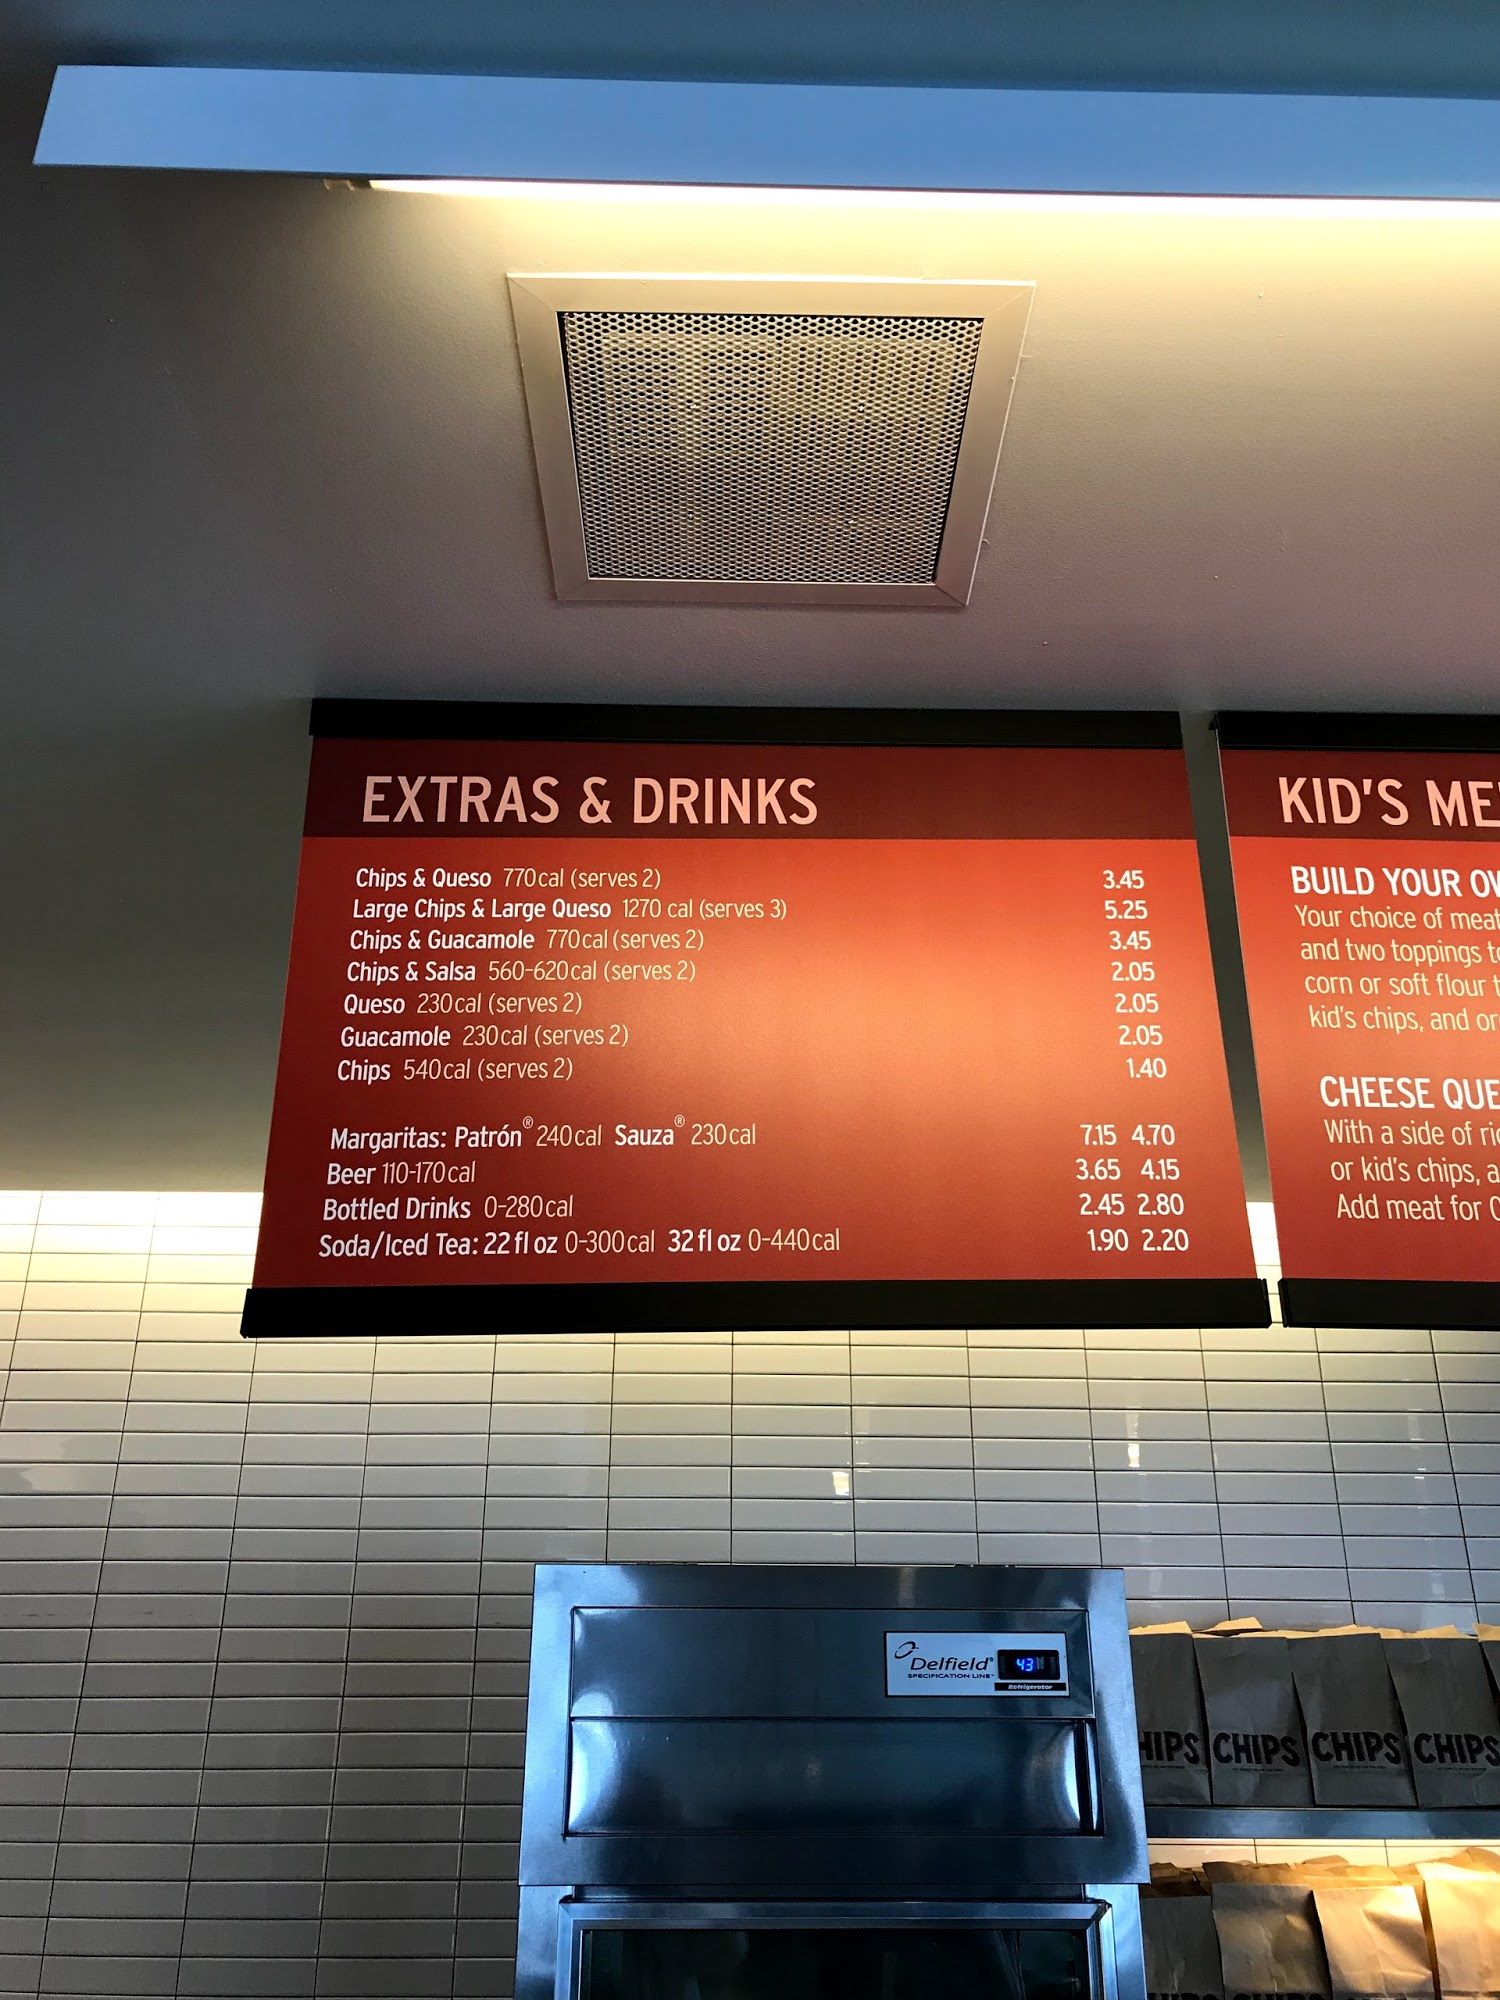 EXTRAS & DRINKS
Chips & Queso 770cal (serves 2) 3.45
Large Chips & Large Queso 1270 cal (serves 3) 5.25
Chips & Guacamole 770cal (serves 2) 3.45
Chips & Salsa 560-620cal (serves 2) 2.05
Queso 230cal (serves 2) 2.05
Guacamole 230cal (serves 2) 2.05
Chips 540cal (serves 2) 1.40
Margaritas: Patrón® 240cal Sauza® 230cal 7.15 4.70
Beer 110-170cal 3.65 4.15
Bottled Drinks 0-280cal 2.45 2.80
Soda/Iced Tea: 22 fl oz 0-300cal 32 fl oz 0-440cal 1.90 2.20
KID'S ME
BUILD YOUR OW
Your choice of meat
and two toppings to
corn or soft flour t
kid's chips, and or
CHEESE QUE
With a side of ric
or kid's chips, a
Add meat for
Delfield®
SPECIFICATION LINE™
43
Refrigerator
HIPS CHIPS CHIPS CHIPS